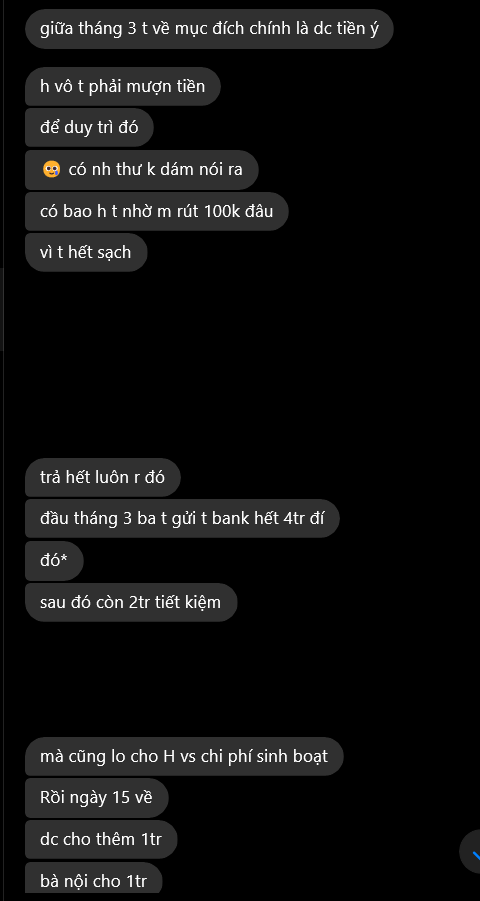 giữa tháng 3 t về mục đích chính là dc tiền ý
h vô t phải mượn tiền
để duy trì đó
🥲 có nh thư k dám nói ra
có bao h t nhờ m rút 100k đâu
vì t hết sạch
trả hết luôn r đó
đầu tháng 3 ba t gửi t bank hết 4tr đí
đó*
sau đó còn 2tr tiết kiệm
mà cũng lo cho H vs chi phí sinh boạt
Rồi ngày 15 về
dc cho thêm 1tr
bà nội cho 1tr